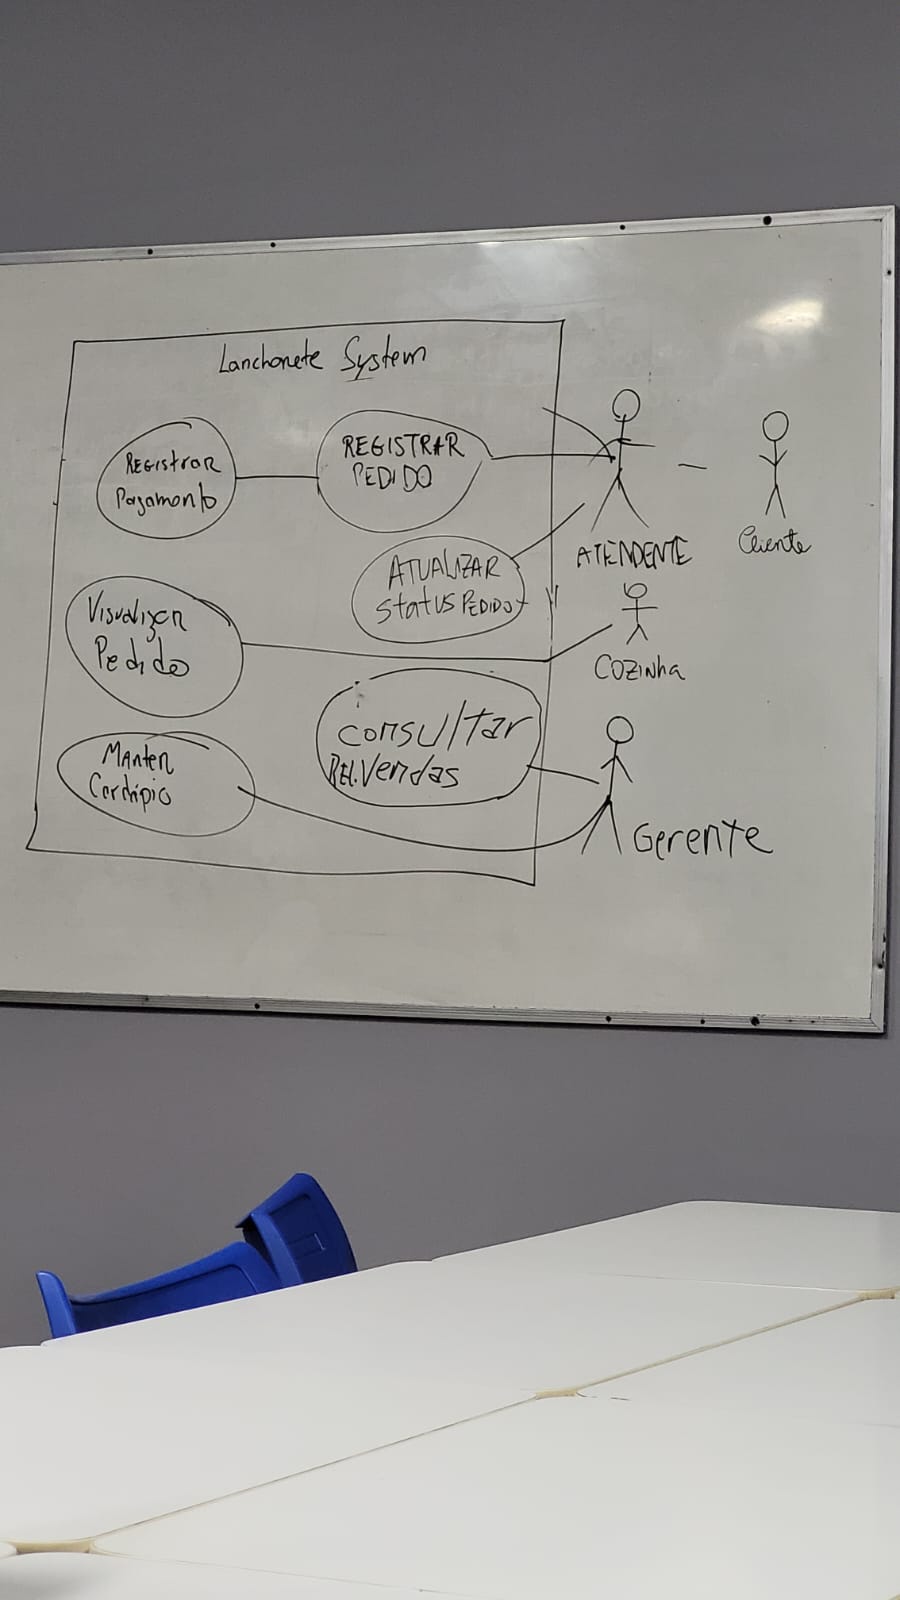 Lanchonete System
REGISTRAR
PEDIDO
REGISTRAR
Pagamento
ATENDENTE
Cliente
ATUALIZAR
Status PEDIDO
Visualizar
Pedido
COZINHA
Consultar
REL. Vendas
Manter
Cardápio
Gerente